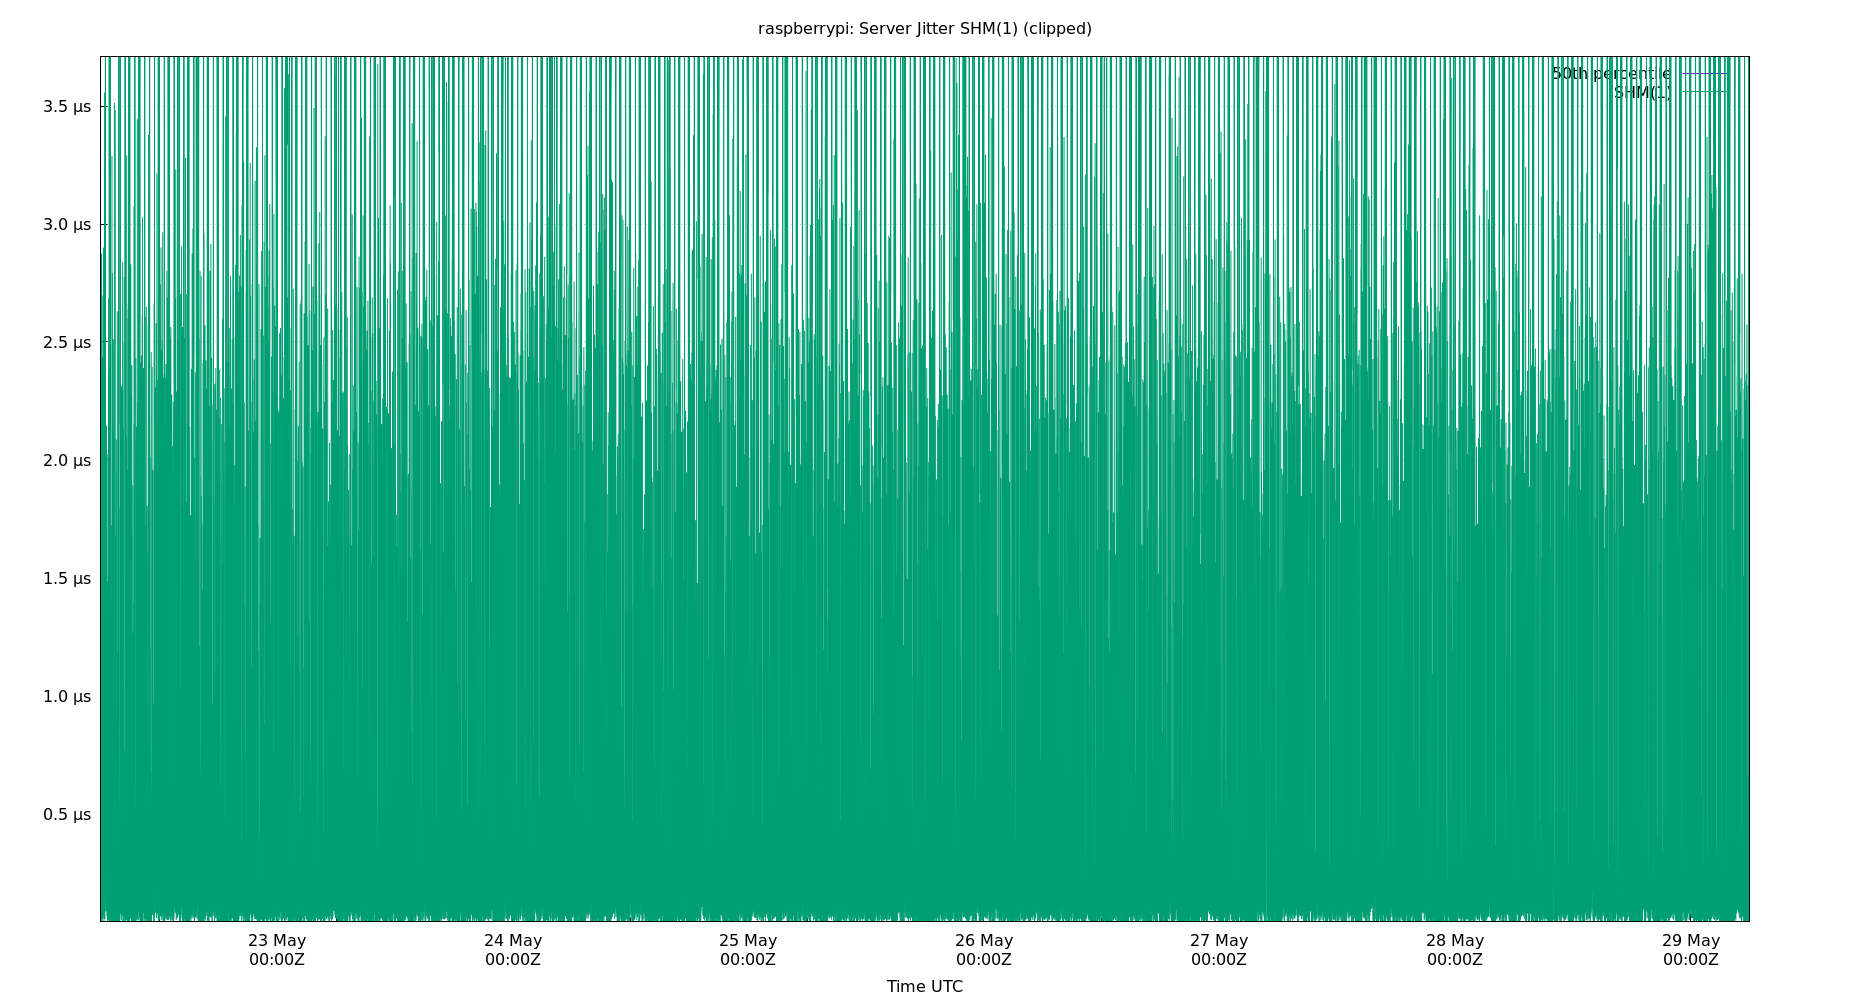 raspberrypi: Server Jitter SHM(1) (clipped)
50th percentile
SHM(1)
3.5 µs
3.0 µs
2.5 µs
2.0 µs
1.5 µs
1.0 µs
0.5 µs
23 May 24 May 25 May 26 May 27 May 28 May 29 May
00:00Z 00:00Z 00:00Z 00:00Z 00:00Z 00:00Z 00:00Z
Time UTC